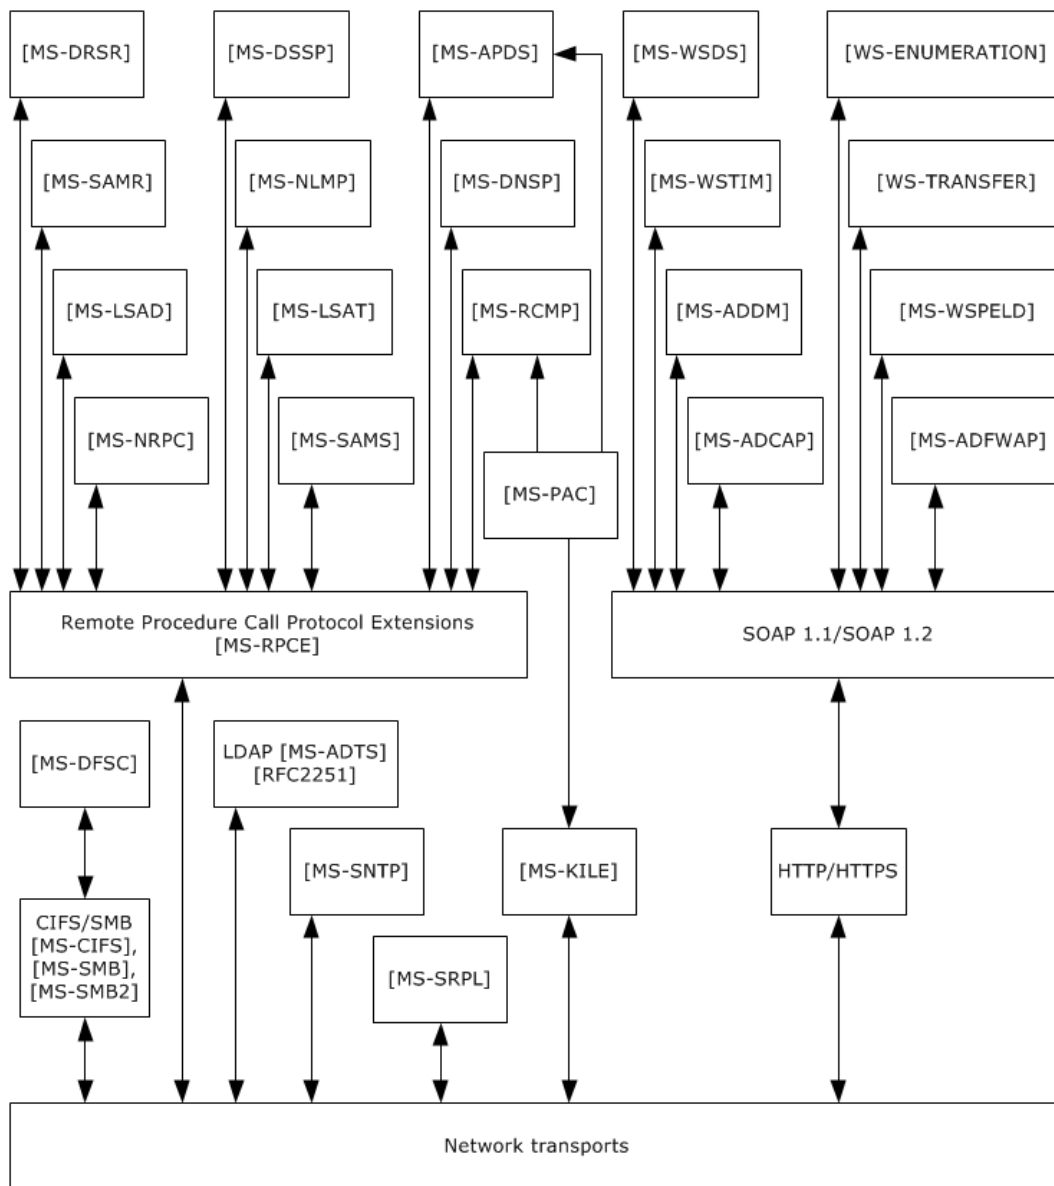 [MS-DRSR]
[MS-DSSP]
[MS-APDS]
[MS-WSDS]
[WS-ENUMERATION]
[MS-SAMR]
[MS-NLMP]
[MS-DNSP]
[MS-WSTIM]
[WS-TRANSFER]
[MS-LSAD]
[MS-LSAT]
[MS-RCMP]
[MS-ADDM]
[MS-WSPELD]
[MS-NRPC]
[MS-SAMS]
[MS-ADCAP]
[MS-ADFWAP]
[MS-PAC]
Remote Procedure Call Protocol Extensions
[MS-RPCE]
SOAP 1.1/SOAP 1.2
[MS-DFSC]
LDAP [MS-ADTS]
[RFC2251]
[MS-SNTP]
[MS-KILE]
HTTP/HTTPS
CIFS/SMB
[MS-CIFS],
[MS-SMB],
[MS-SMB2]
[MS-SRPL]
Network transports